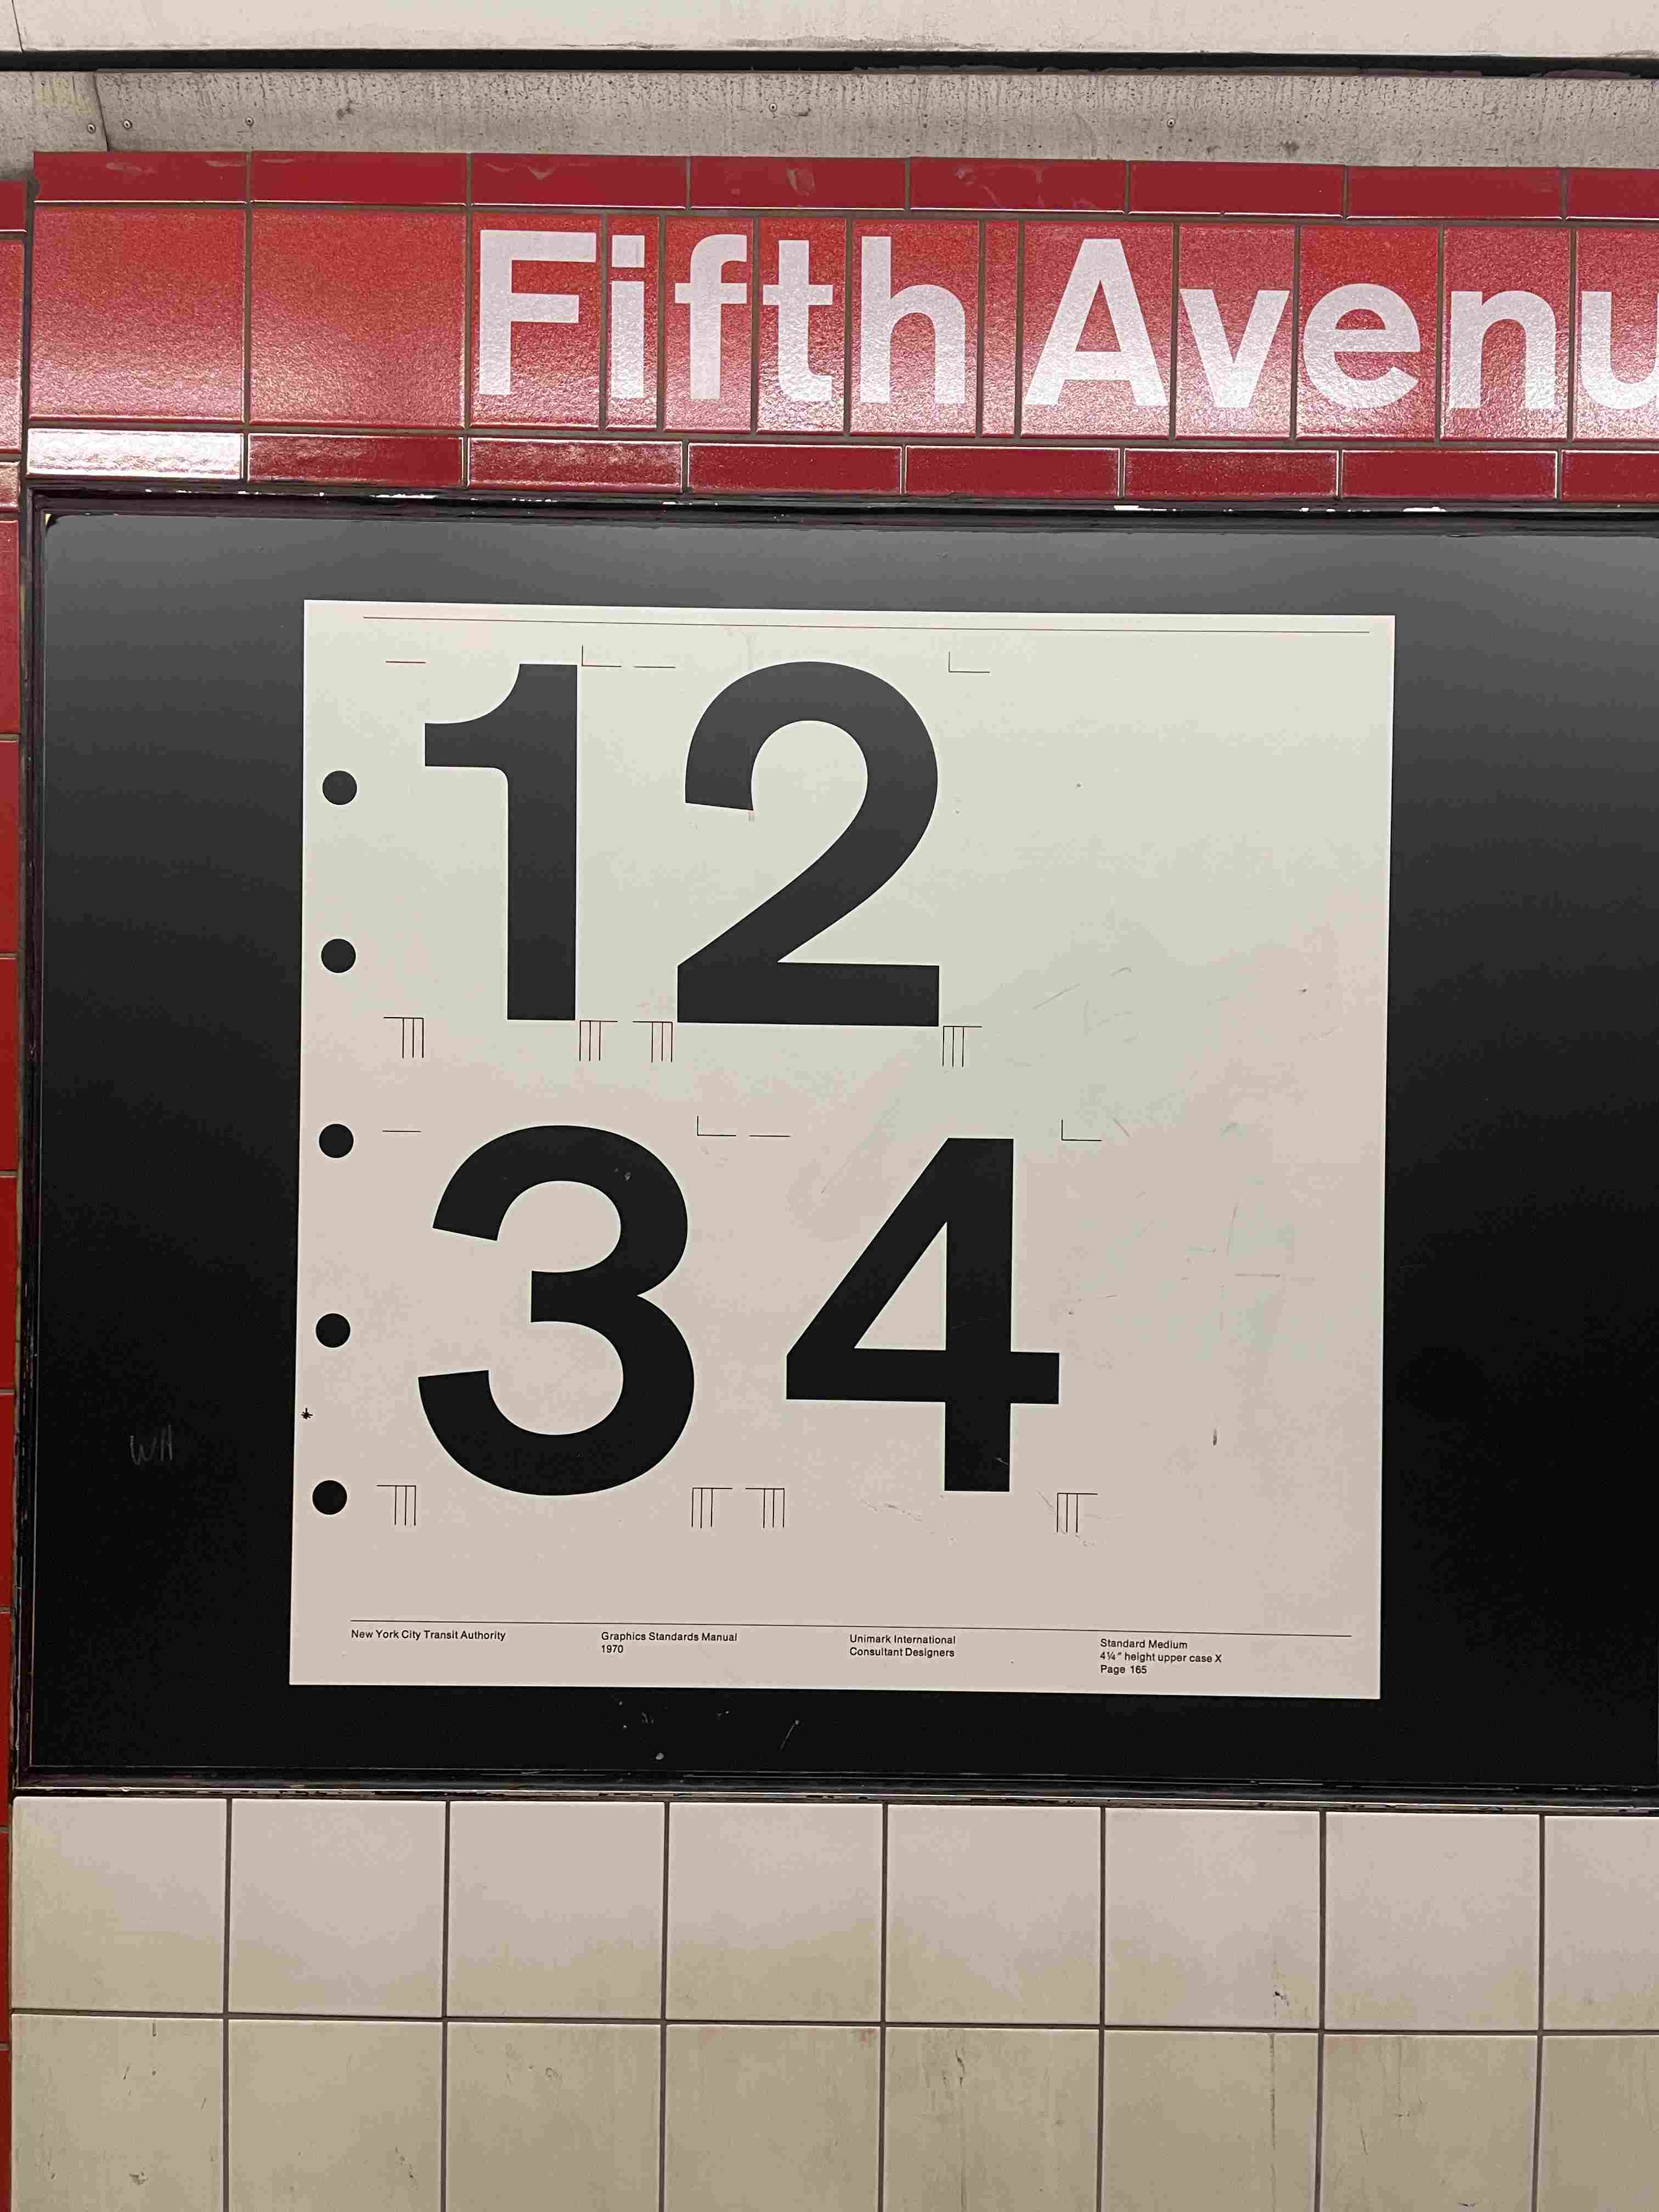 Fifth Avenu
12
34
New York City Transit Authority
Graphics Standards Manual
1970
Unimark International
Consultant Designers
Standard Medium
4¼" height upper case X
Page 165
WH